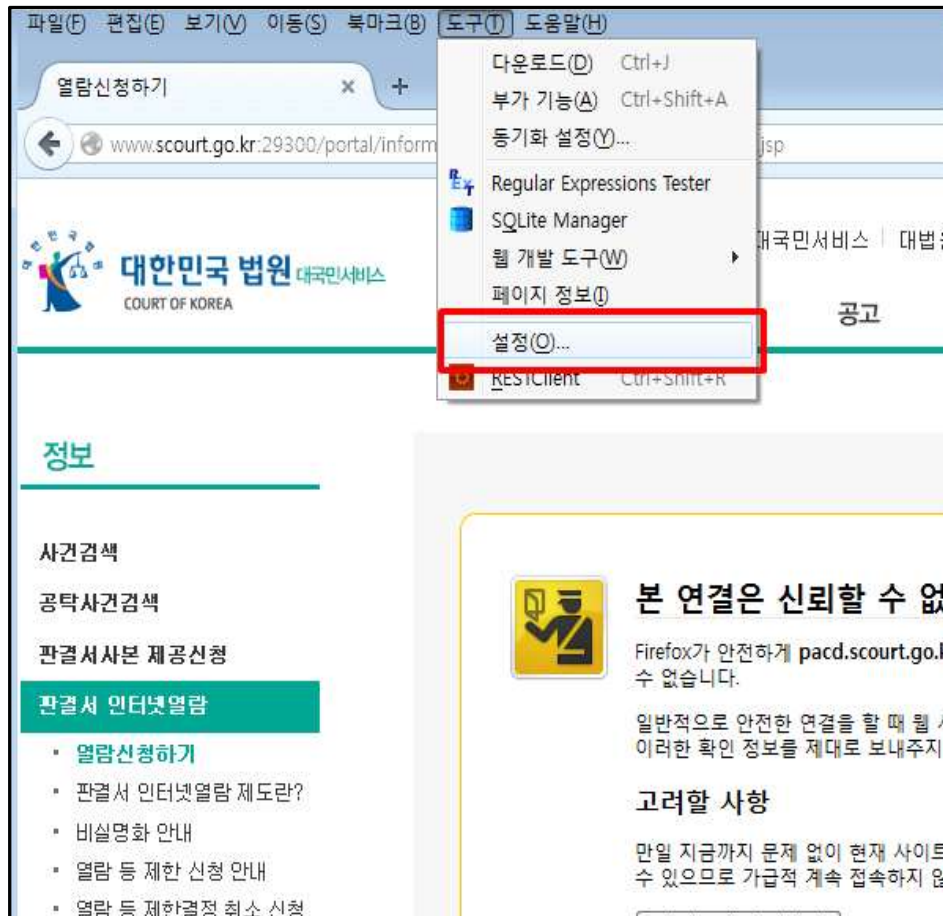 파일(F) 편집(E) 보기(V) 이동(S) 북마크(B) 도구(T) 도움말(H)
다운로드(D) Ctrl+J
부가 기능(A) Ctrl+Shift+A
동기화 설정(Y)...
Regular Expressions Tester
SQLite Manager
웹 개발 도구(W)
페이지 정보(I)
설정(O)...
RESTClient Ctrl+Shift+R
열람신청하기
www.scourt.go.kr:29300/portal/inform
jsp
대한민국 법원 대국민서비스
COURT OF KOREA
대국민서비스
공고
정보
사건검색
공탁사건검색
판결서사본 제공신청
판결서 인터넷열람
열람신청하기
판결서 인터넷열람 제도란?
비실명화 안내
열람 등 제한 신청 안내
열람 등 제한결정 취소 신청
본 연결은 신뢰할 수
Firefox가 안전하게 pacd.scourt.go.
수 없습니다.
일반적으로 안전한 연결을 할 때 웹
이러한 확인 정보를 제대로 보내주지
고려할 사항
만일 지금까지 문제 없이 현재 사이트
수 있으므로 가급적 계속 접속하지